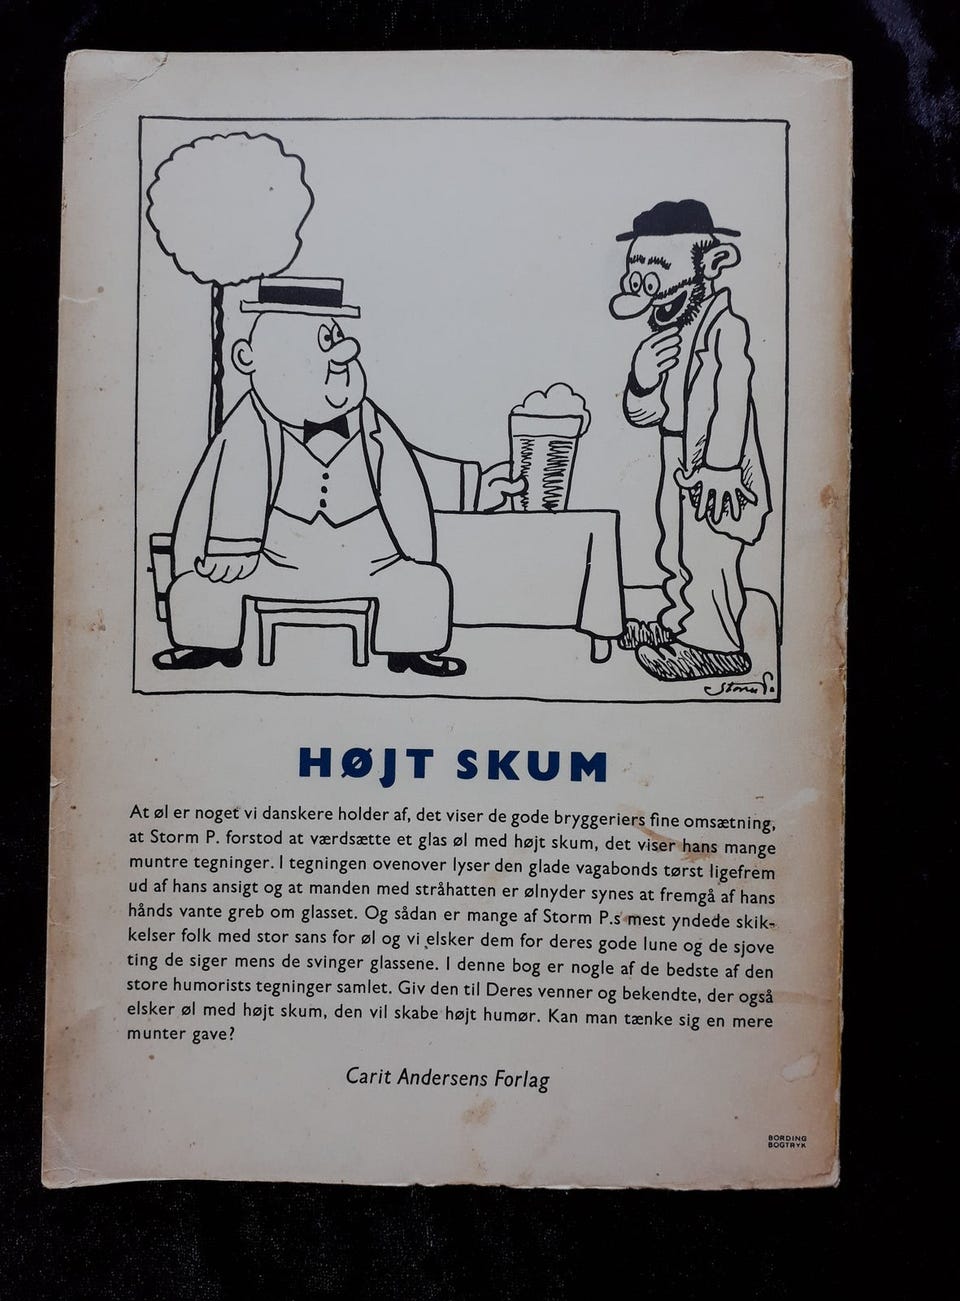 Storm P.
HØJT SKUM
At øl er noget vi danskere holder af, det viser de gode bryggeriers fine omsætning,
at Storm P. forstod at værdsætte et glas øl med højt skum, det viser hans mange
muntre tegninger. I tegningen ovenover lyser den glade vagabonds tørst ligefrem
ud af hans ansigt og at manden med stråhatten er ølnyder synes at fremgå af hans
hånds vante greb om glasset. Og sådan er mange af Storm P.s mest yndede skik-
kelser folk med stor sans for øl og vi elsker dem for deres gode lune og de sjove
ting de siger mens de svinger glassene. I denne bog er nogle af de bedste af den
store humorists tegninger samlet. Giv den til Deres venner og bekendte, der også
elsker øl med højt skum, den vil skabe højt humør. Kan man tænke sig en mere
munter gave?
Carit Andersens Forlag
BORDING
BOGTRYK